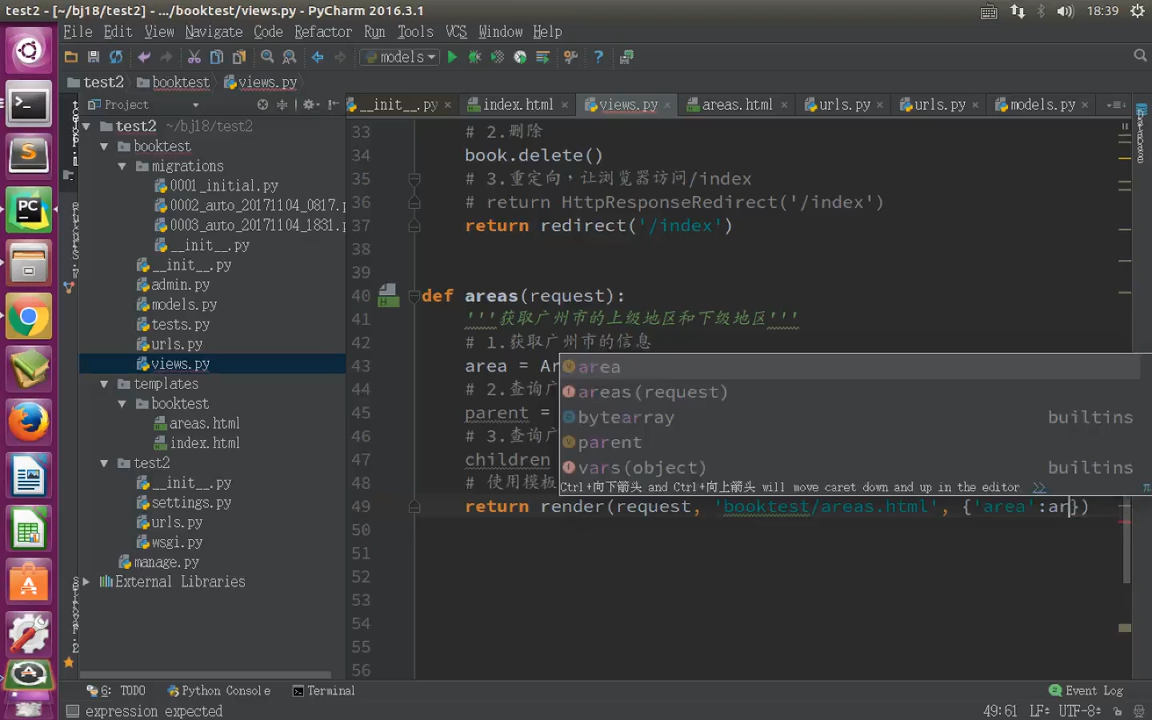 test2 - [~/bj18/test2] - .../booktest/views.py - PyCharm 2016.3.1
18:39
File Edit View Navigate Code Refactor Run Tools VCS Window Help
models
test2 booktest views.py
Project
__init__.py index.html views.py areas.html urls.py urls.py models.py
test2 ~/bj18/test2
booktest
migrations
0001_initial.py
0002_auto_20171104_0817.p
0003_auto_20171104_1831.p
__init__.py
__init__.py
admin.py
models.py
tests.py
urls.py
views.py
templates
booktest
areas.html
index.html
test2
__init__.py
settings.py
urls.py
wsgi.py
manage.py
External Libraries
33 # 2.删除
34 book.delete()
35 # 3.重定向，让浏览器访问/index
36 # return HttpResponseRedirect('/index')
37 return redirect('/index')
38
39
40 def areas(request):
41 '''获取广州市的上级地区和下级地区'''
42 # 1.获取广州市的信息
43 area = Ar
44 # 2.查询广
45 parent =
46 # 3.查询广
47 children
48 # 使用模板
49 return render(request, 'booktest/areas.html', {'area':ar})
50
51
52
53
54
55
56
area
areas(request)
bytearray builtins
parent
vars(object) builtins
Ctrl+向下箭头 and Ctrl+向上箭头 will move caret down and up in the editor >>
6: TODO Python Console Terminal Event Log
expression expected 49:61 LF÷ UTF-8÷